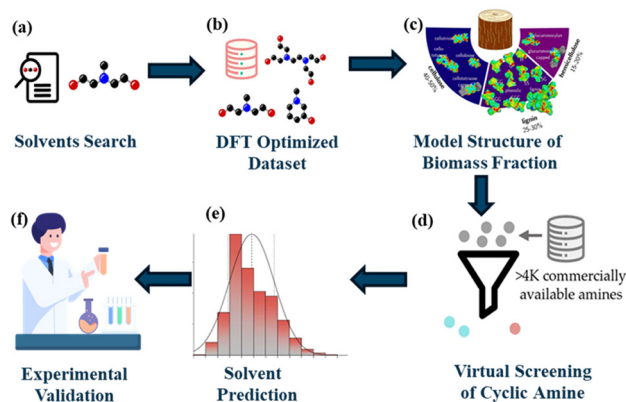 (a)
Solvents Search
(b)
DFT Optimized
Dataset
(c)
cellulose
40-50%
lignin
25-30%
hemicellulose
15-20%
Model Structure of
Biomass Fraction
(d)
>4K commercially
available amines
Virtual Screening
of Cyclic Amine
(e)
Solvent
Prediction
(f)
Experimental
Validation